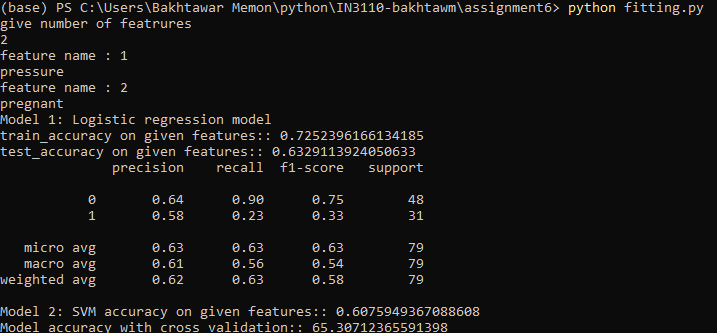 (base) PS C:\Users\Bakhtawar Memon\python\IN3110-bakhtawm\assignment6> python fitting.py
give number of featrures
2
feature name : 1
pressure
feature name : 2
pregnant
Model 1: Logistic regression model
train_accuracy on given features:: 0.7252396166134185
test_accuracy on given features:: 0.6329113924050633
precision    recall  f1-score   support
0       0.64      0.90      0.75        48
1       0.58      0.23      0.33        31
micro avg       0.63      0.63      0.63        79
macro avg       0.61      0.56      0.54        79
weighted avg       0.62      0.63      0.58        79
Model 2: SVM accuracy on given features:: 0.6075949367088608
Model accuracy with cross validation:: 65.30712365591398